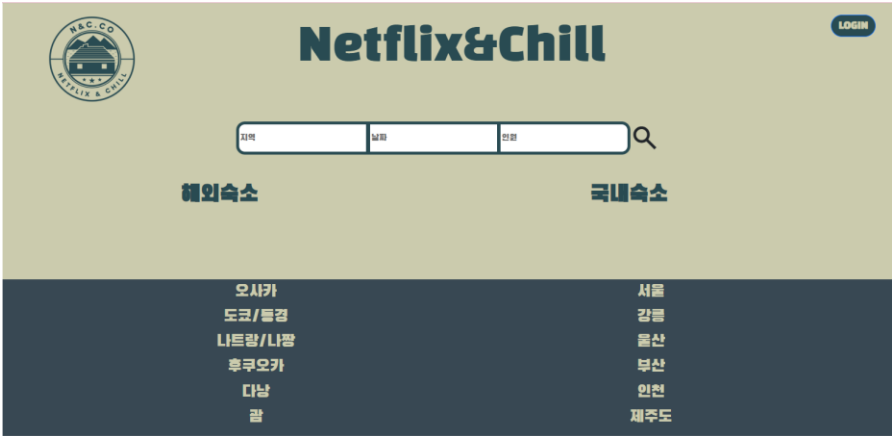 N&C.CO
NETFLIX & CHILL
Netflix&Chill
LOGIN
지역 날짜 인원
해외숙소 국내숙소
오사카 서울
도쿄/동경 강릉
나트랑/나짱 울산
후쿠오카 부산
다낭 인천
괌 제주도